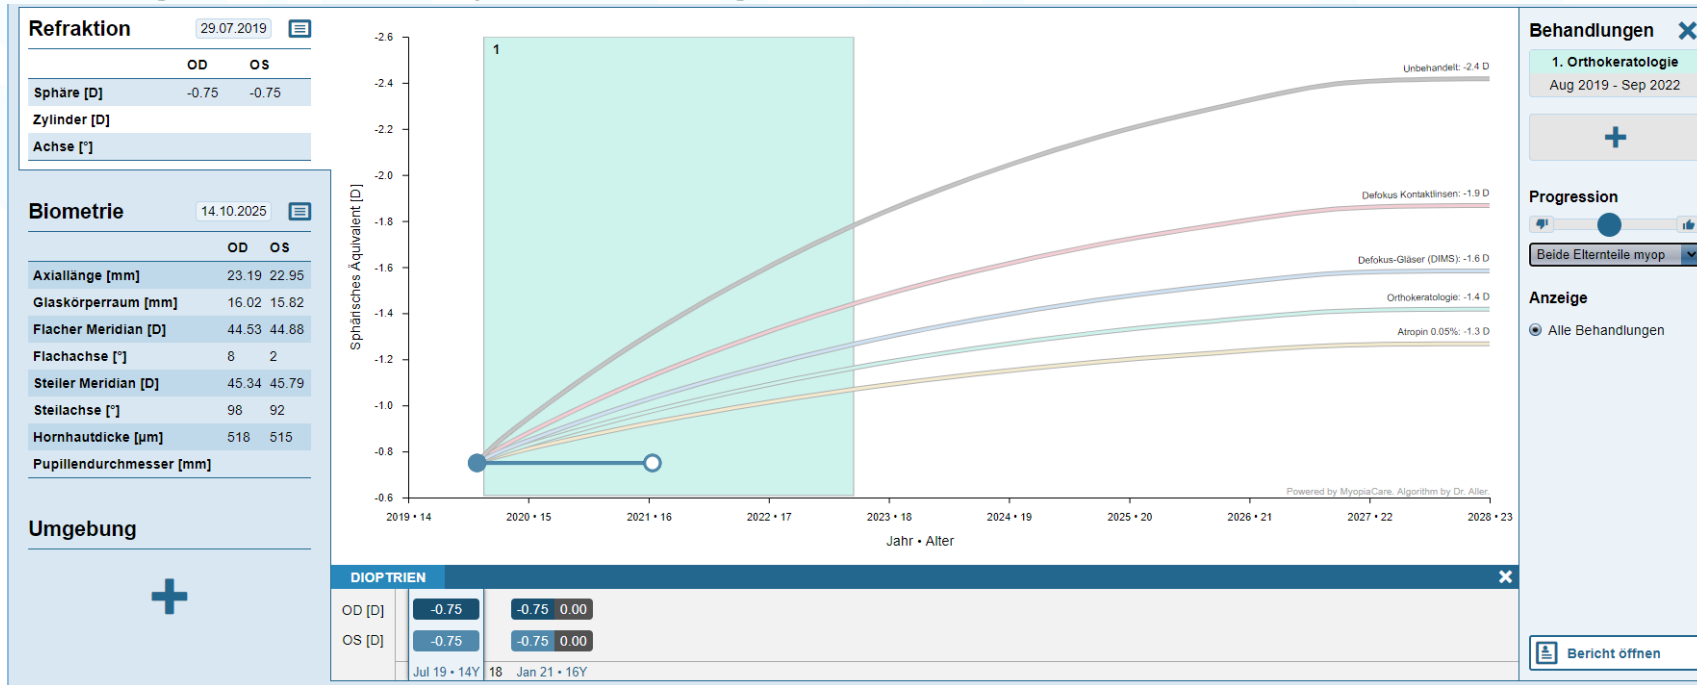 Refraktion 29.07.2019
OD OS
Sphäre [D] -0.75 -0.75
Zylinder [D]
Achse [°]
Biometrie 14.10.2025
OD OS
Axiallänge [mm] 23.19 22.95
Glaskörperraum [mm] 16.02 15.82
Flacher Meridian [D] 44.53 44.88
Flachachse [°] 8 2
Steiler Meridian [D] 45.34 45.79
Steilachse [°] 98 92
Hornhautdicke [µm] 518 515
Pupillendurchmesser [mm]
Umgebung
Sphärisches Äquivalent [D]
-2.6
-2.4
-2.2
-2.0
-1.8
-1.6
-1.4
-1.2
-1.0
-0.8
-0.6
1
Unbehandelt: -2.4 D
Defokus Kontaktlinsen: -1.9 D
Defokus-Gläser (DIMS): -1.6 D
Orthokeratologie: -1.4 D
Atropin 0.05%: -1.3 D
Powered by MyopiaCare. Algorithm by Dr. Aller.
2019 • 14 2020 • 15 2021 • 16 2022 • 17 2023 • 18 2024 • 19 2025 • 20 2026 • 21 2027 • 22 2028 • 23
Jahr • Alter
DIOPTRIEN
OD [D] -0.75 -0.75 0.00
OS [D] -0.75 -0.75 0.00
Jul 19 • 14Y 18 Jan 21 • 16Y
Behandlungen
1. Orthokeratologie
Aug 2019 - Sep 2022
Progression
Beide Elternteile myop
Anzeige
Alle Behandlungen
Bericht öffnen